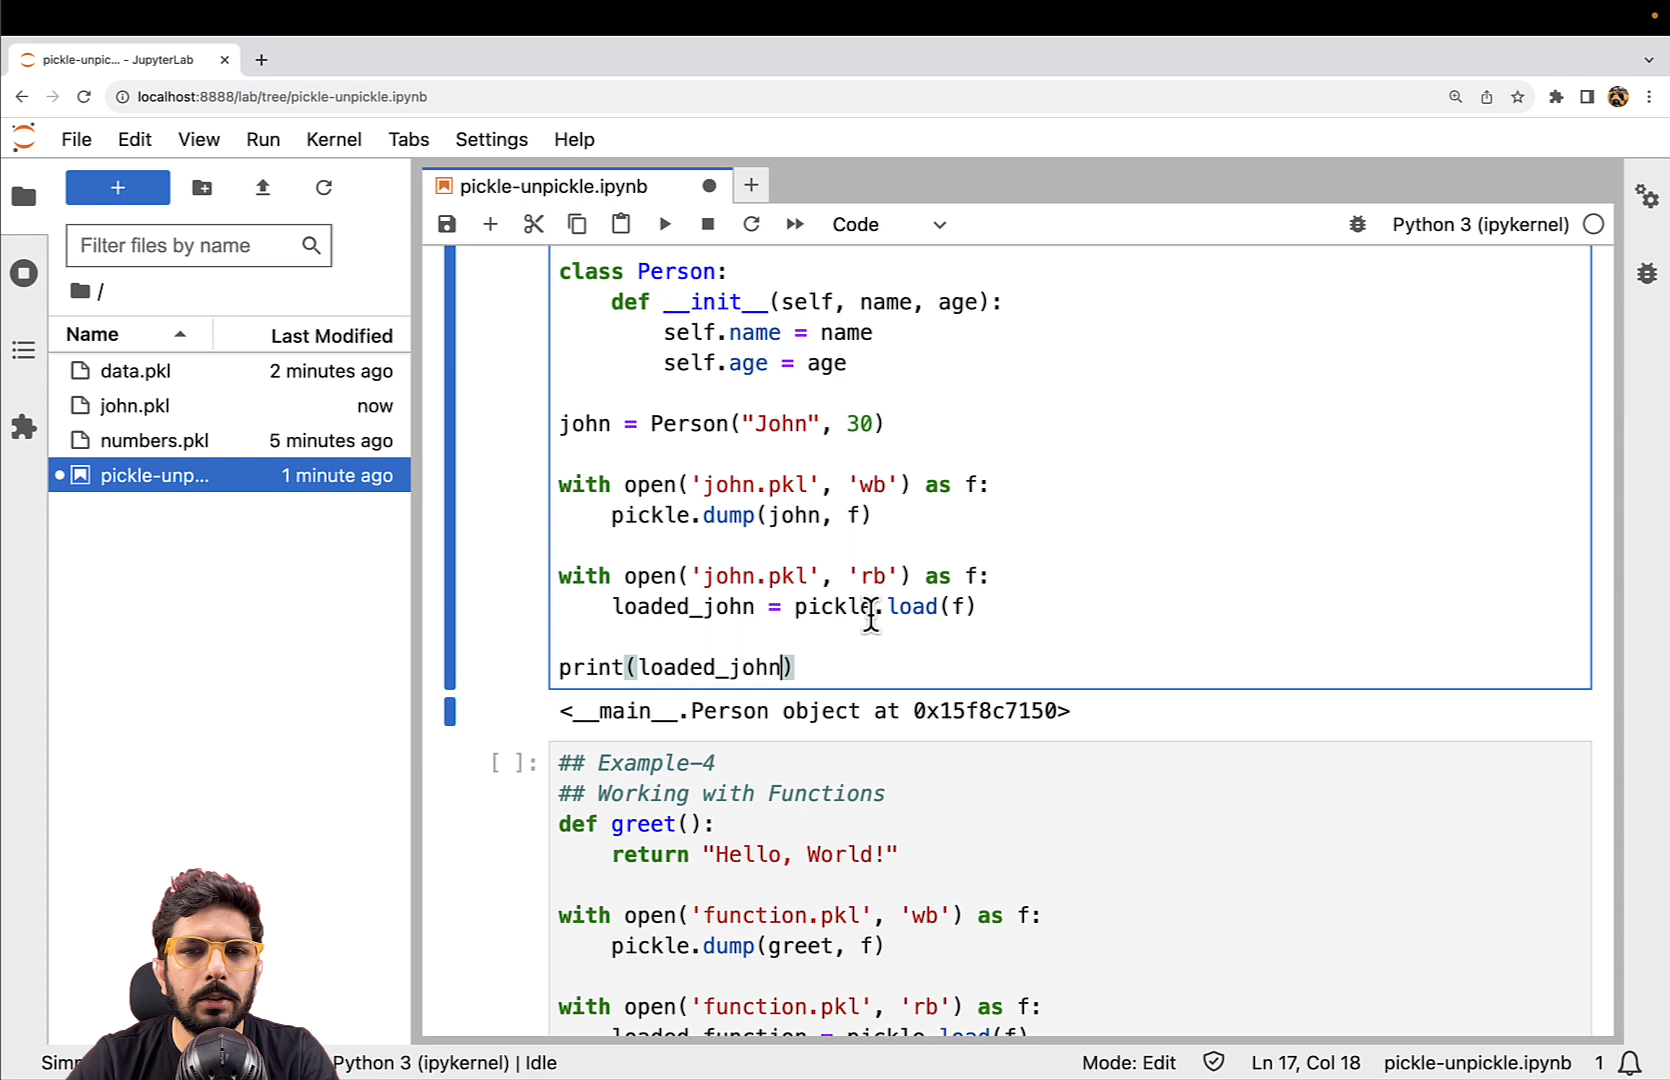 pickle-unpic... - JupyterLab
localhost:8888/lab/tree/pickle-unpickle.ipynb
File Edit View Run Kernel Tabs Settings Help
Filter files by name
/
Name Last Modified
data.pkl 2 minutes ago
john.pkl now
numbers.pkl 5 minutes ago
pickle-unp... 1 minute ago
pickle-unpickle.ipynb
Code
Python 3 (ipykernel)
class Person:
def __init__(self, name, age):
self.name = name
self.age = age
john = Person("John", 30)
with open('john.pkl', 'wb') as f:
pickle.dump(john, f)
with open('john.pkl', 'rb') as f:
loaded_john = pickle.load(f)
print(loaded_john)
<__main__.Person object at 0x15f8c7150>
[ ]:
## Example-4
## Working with Functions
def greet():
return "Hello, World!"
with open('function.pkl', 'wb') as f:
pickle.dump(greet, f)
with open('function.pkl', 'rb') as f:
loaded_function = pickle.load(f)
Python 3 (ipykernel) | Idle
Mode: Edit
Ln 17, Col 18
pickle-unpickle.ipynb
1